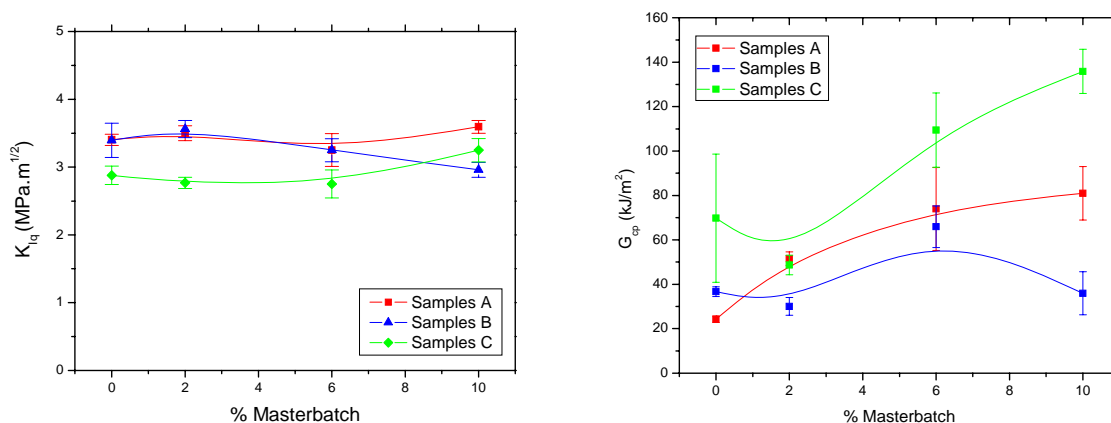 5
4
3
2
1
0
0 2 4 6 8 10
K_Iq (MPa.m^1/2)
% Masterbatch
Samples A
Samples B
Samples C
160
140
120
100
80
60
40
20
0
0 2 4 6 8 10
G_cp (kJ/m^2)
% Masterbatch
Samples A
Samples B
Samples C